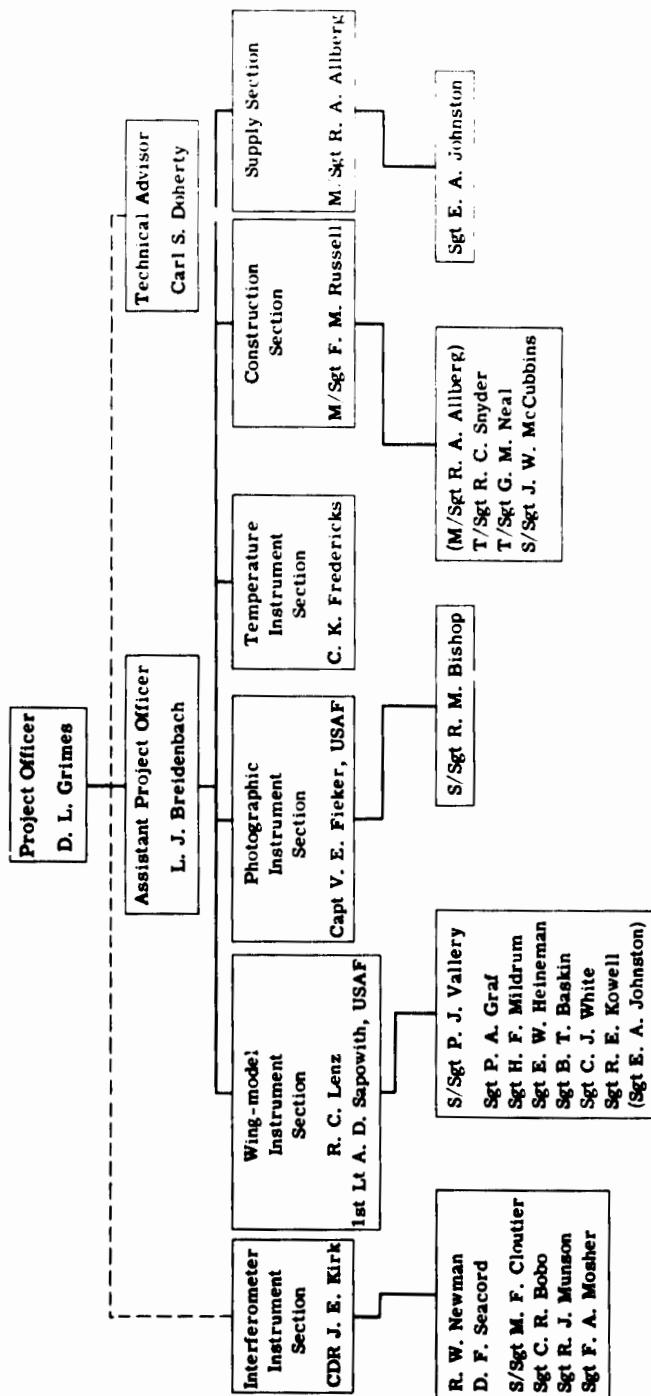 Project Officer
D. L. Grimes
Assistant Project Officer
L. J. Breidenbach
Technical Advisor
Carl S. Doherty
Interferometer
Instrument
Section
CDR J. E. Kirk
Wing-model
Instrument
Section
R. C. Lenz
1st Lt A. D. Sapowith, USAF
Photographic
Instrument
Section
Capt V. E. Fieker, USAF
Temperature
Instrument
Section
C. K. Fredericks
Construction
Section
M/Sgt F. M. Russell
Supply Section
M/Sgt R. A. Allberg
R. W. Newman
D. F. Seacord
S/Sgt M. F. Cloutier
Sgt C. R. Bobo
Sgt R. J. Munson
Sgt F. A. Mosher
S/Sgt P. J. Vallery
Sgt P. A. Graf
Sgt H. F. Mildrum
Sgt E. W. Heineman
Sgt B. T. Baskin
Sgt C. J. White
Sgt R. E. Kowell
(Sgt E. A. Johnston)
S/Sgt R. M. Bishop
(M/Sgt R. A. Allberg)
T/Sgt R. C. Snyder
T/Sgt G. M. Neal
S/Sgt J. W. McCubbins
Sgt E. A. Johnston